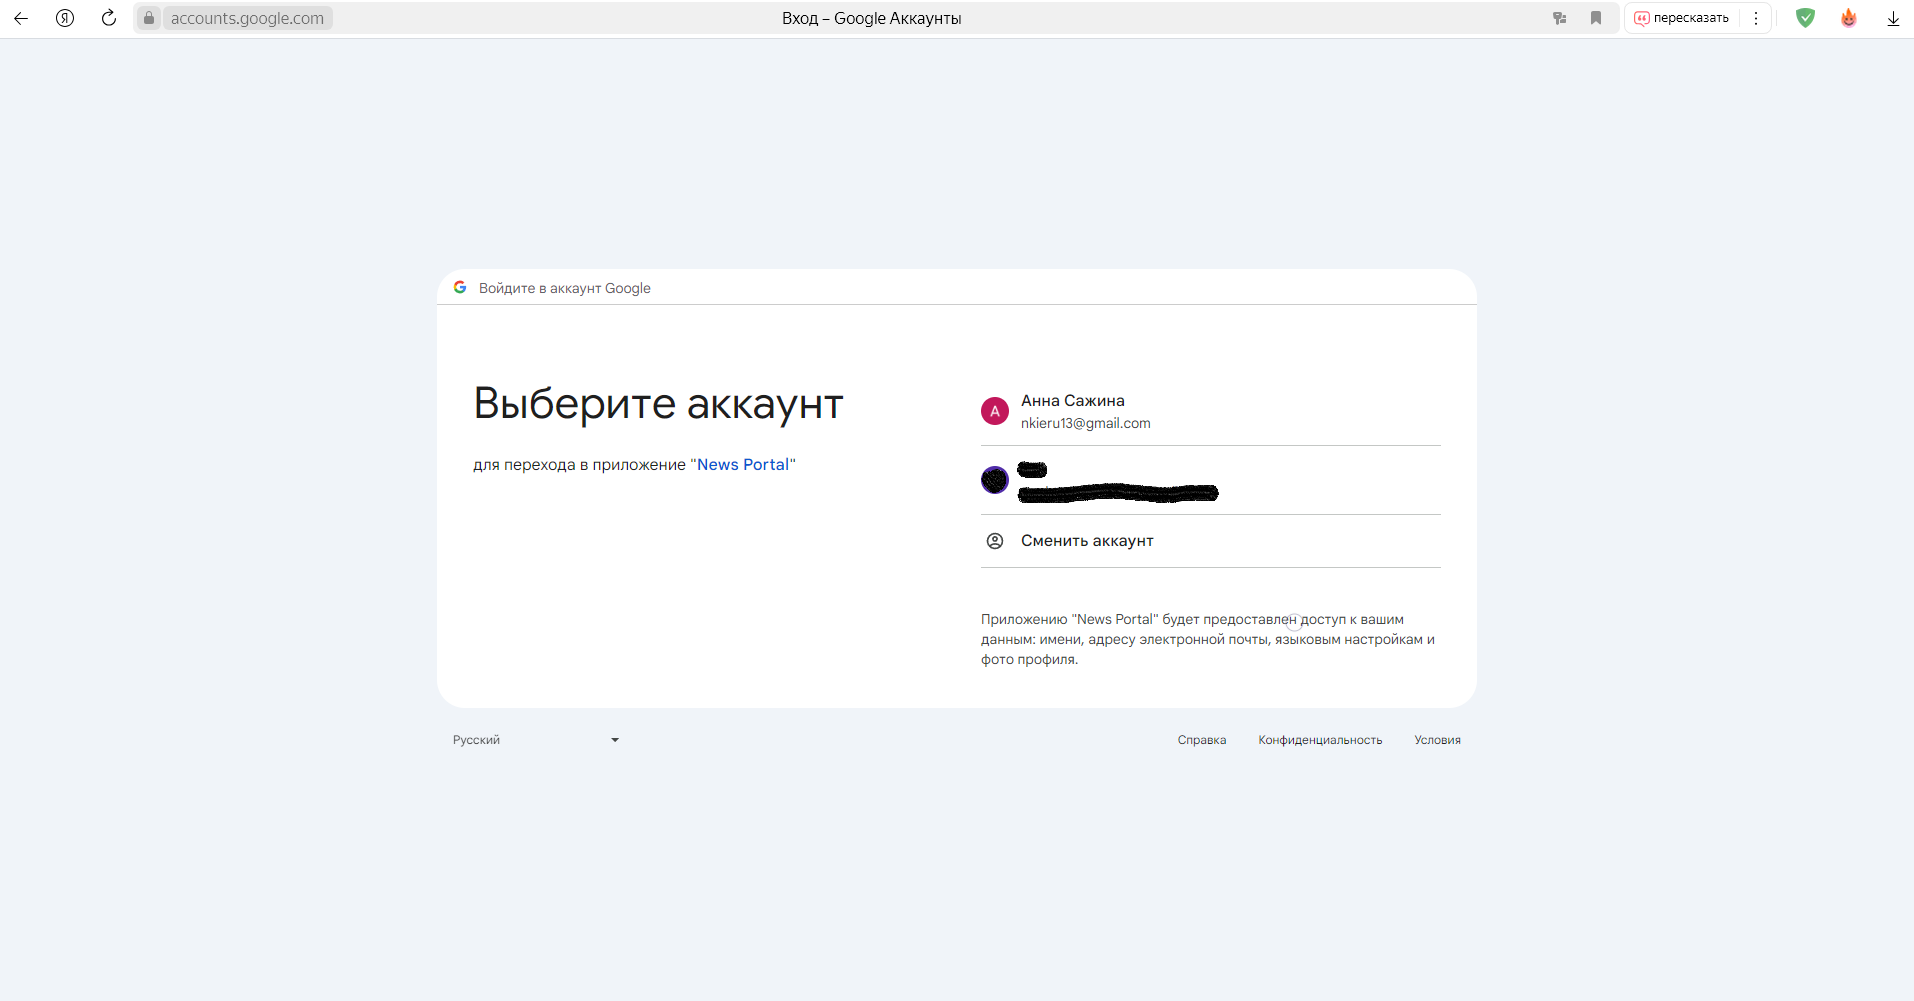 accounts.google.com
Вход – Google Аккаунты
пересказать
Войдите в аккаунт Google
Выберите аккаунт
для перехода в приложение "News Portal"
А
Анна Сажина
nkieru13@gmail.com
Сменить аккаунт
Приложению "News Portal" будет предоставлен доступ к вашим
данным: имени, адресу электронной почты, языковым настройкам и
фото профиля.
Русский
Справка
Конфиденциальность
Условия